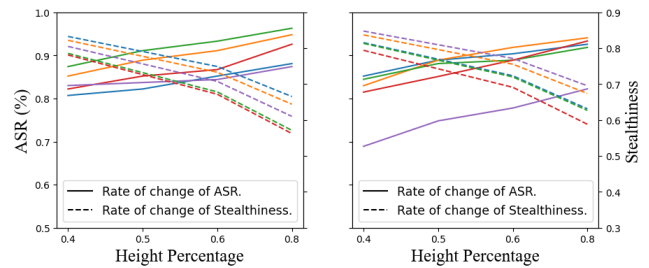 1.0
0.9
0.8
0.7
0.6
0.5
ASR (%)
0.4 0.5 0.6 0.8
Height Percentage
Rate of change of ASR.
Rate of change of Stealthiness.
0.4 0.5 0.6 0.8
Height Percentage
Rate of change of ASR.
Rate of change of Stealthiness.
0.9
0.8
0.7
0.6
0.5
0.4
0.3
Stealthiness